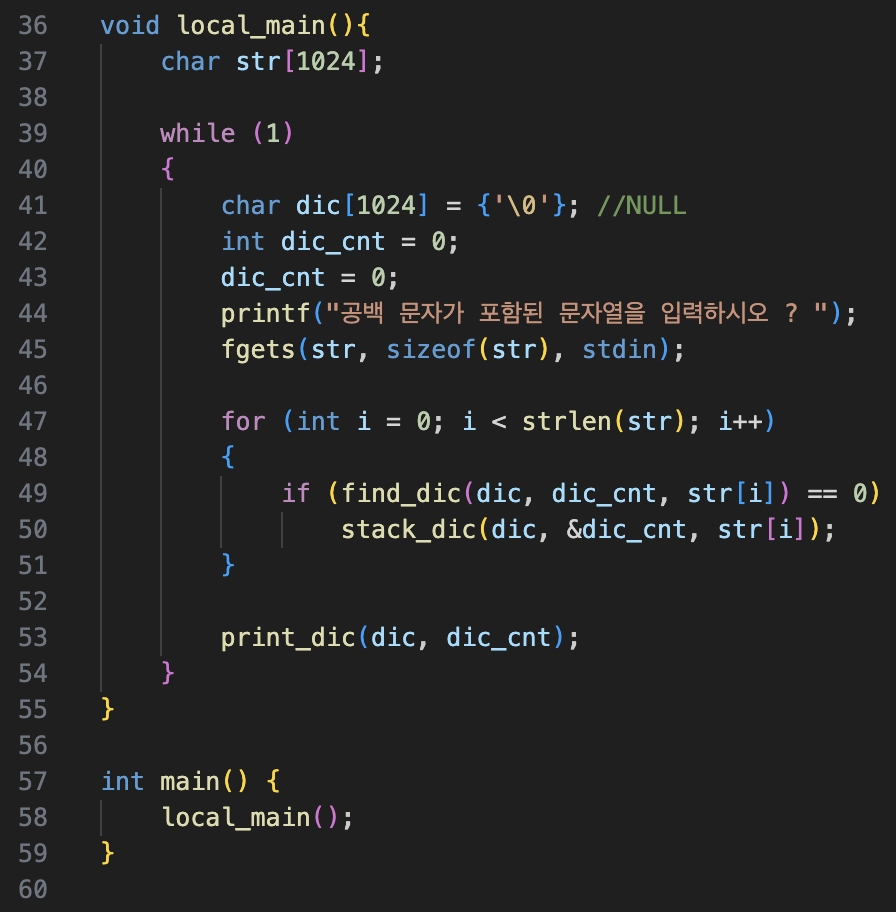 36 void local_main(){
37     char str[1024];
38
39     while (1)
40     {
41         char dic[1024] = {'\0'}; //NULL
42         int dic_cnt = 0;
43         dic_cnt = 0;
44         printf("공백 문자가 포함된 문자열을 입력하시오 ? ");
45         fgets(str, sizeof(str), stdin);
46
47         for (int i = 0; i < strlen(str); i++)
48         {
49             if (find_dic(dic, dic_cnt, str[i]) == 0)
50                 stack_dic(dic, &dic_cnt, str[i]);
51         }
52
53         print_dic(dic, dic_cnt);
54     }
55 }
56
57 int main() {
58     local_main();
59 }
60